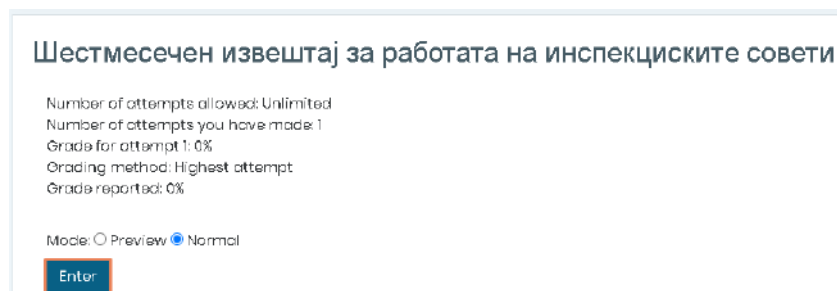 Шестмесечен извештај за работата на инспекциските совети
Number of attempts allowed: Unlimited
Number of attempts you have made: 1
Grade for attempt 1: 0%
Grading method: Highest attempt
Grade reported: 0%
Mode: Preview Normal
Enter